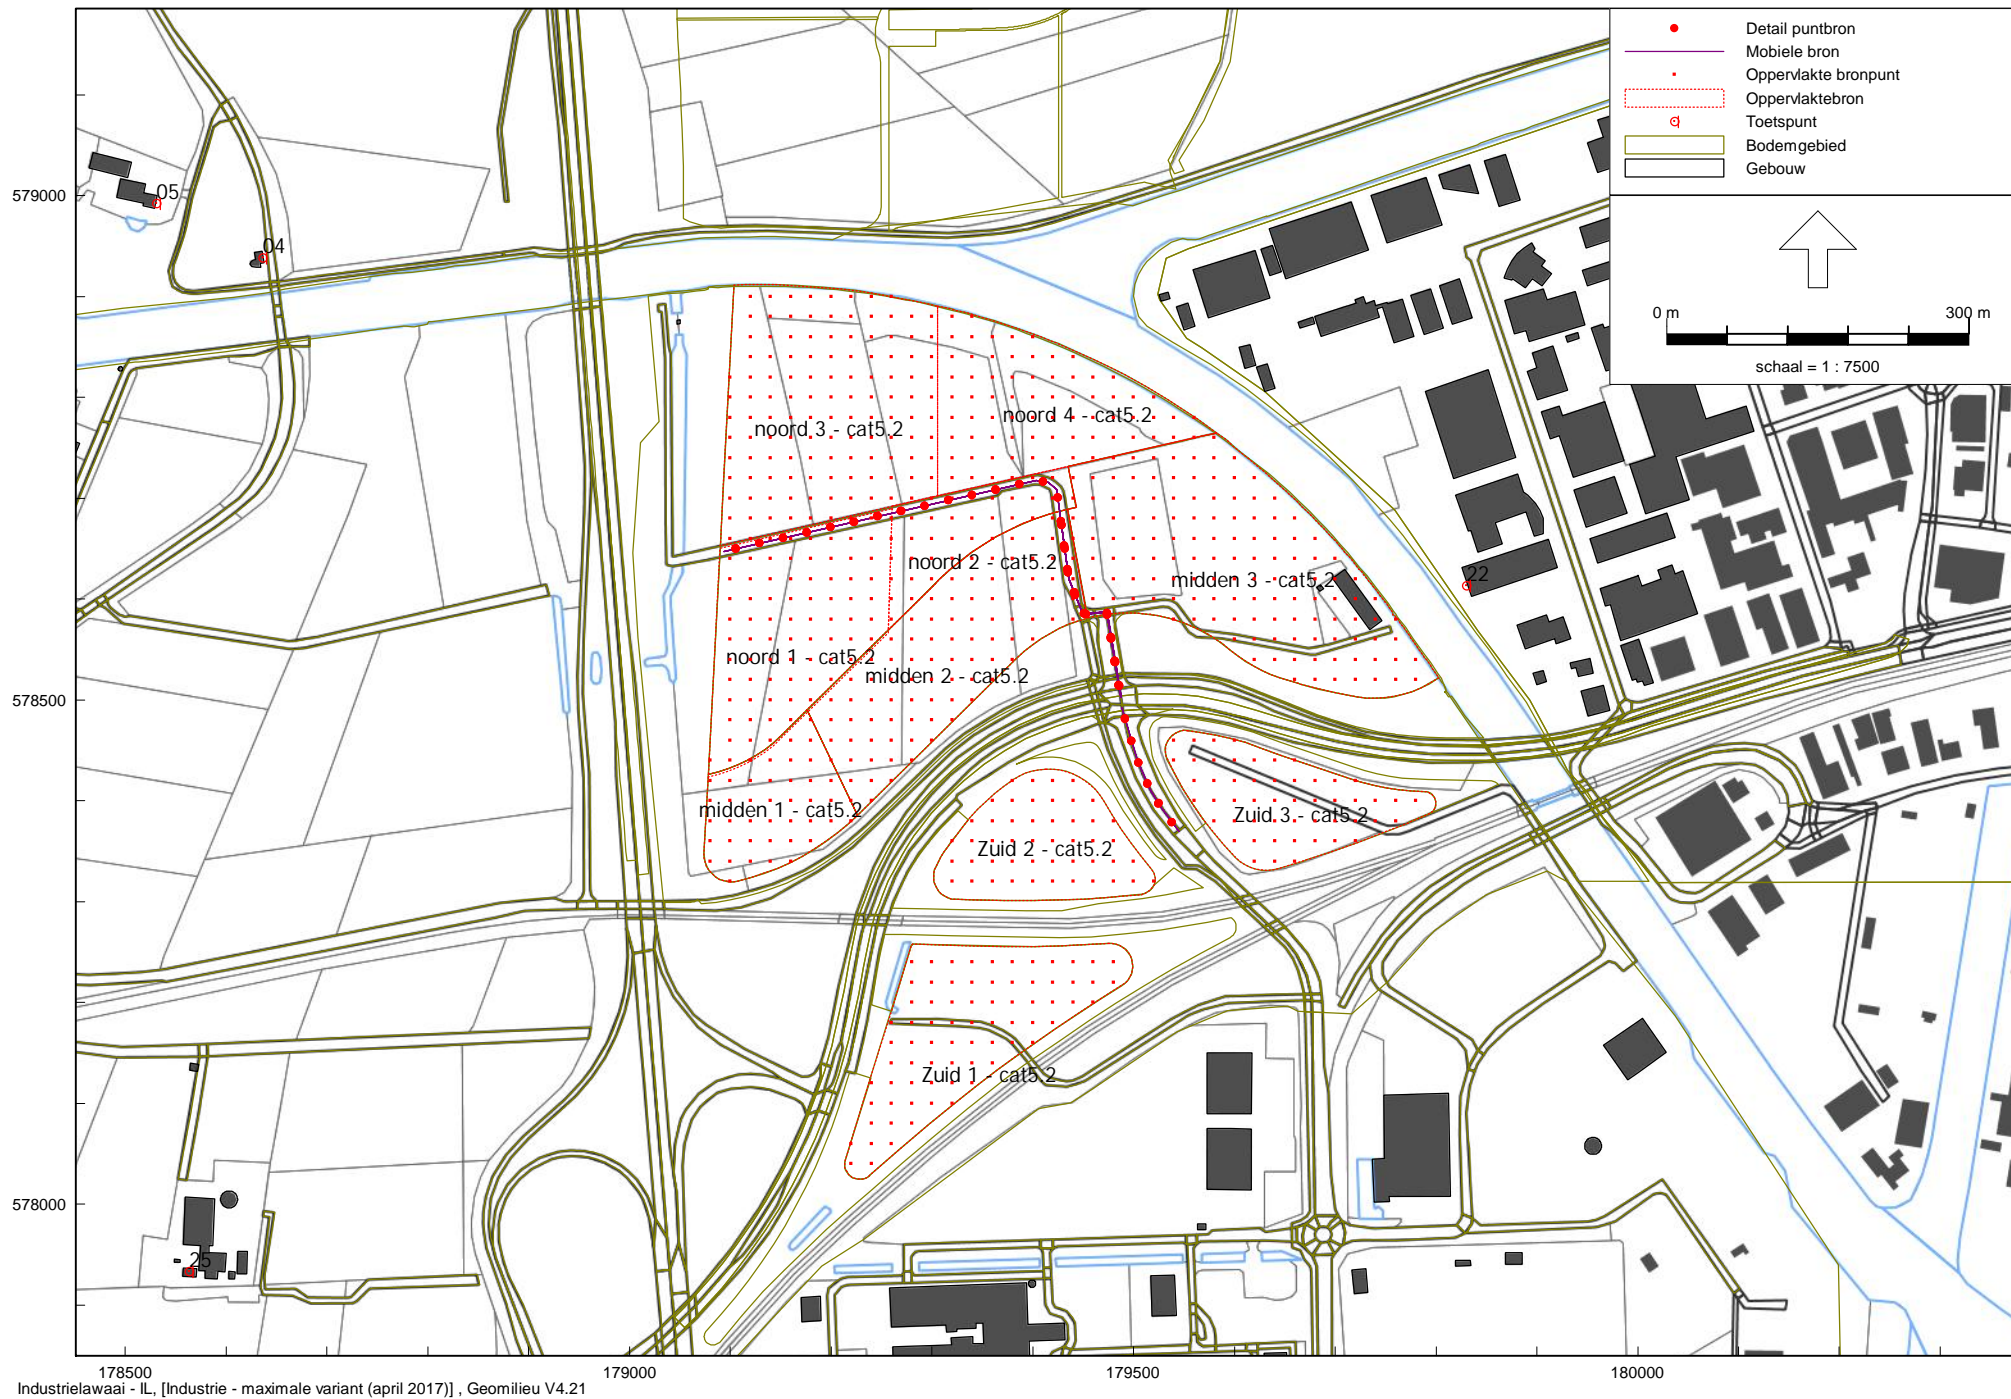 Detail puntbron
Mobiele bron
Oppervlakte bronpunt
Oppervlaktebron
Toetspunt
Bodemgebied
Gebouw
0 m
300 m
schaal = 1 : 7500
579000
578500
578000
05
04
22
25
noord 3 - cat5.2
noord 4 - cat5.2
noord 2 - cat5.2
midden 3 - cat5.2
noord 1 - cat5.2
midden 2 - cat5.2
midden 1 - cat5.2
Zuid 3 - cat5.2
Zuid 2 - cat5.2
Zuid 1 - cat5.2
178500
179000
179500
180000
Industrielawaai - IL, [Industrie - maximale variant (april 2017)] , Geomilieu V4.21